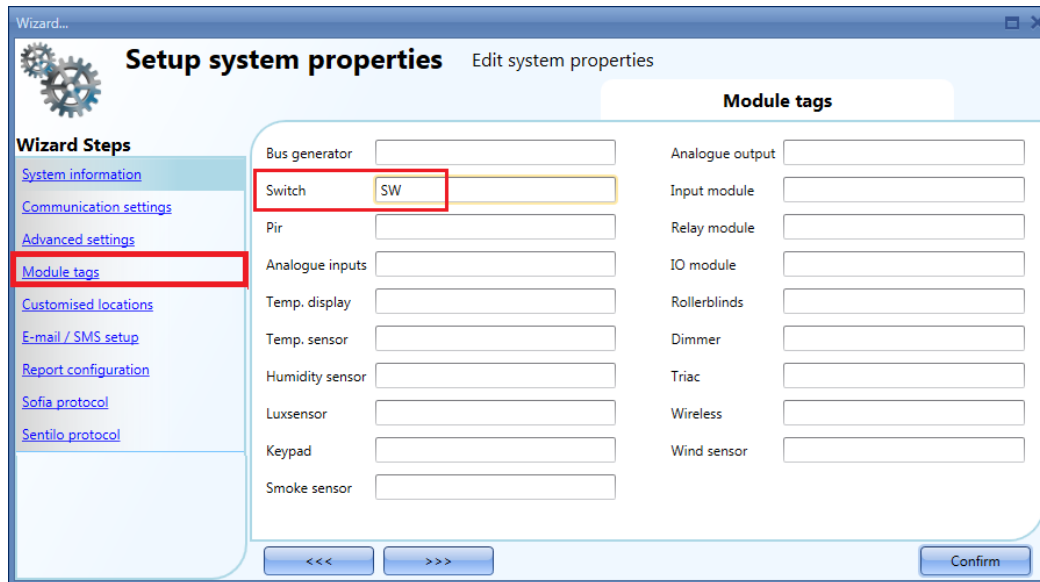 Wizard...
Setup system properties Edit system properties
Module tags
Wizard Steps
System information
Communication settings
Advanced settings
Module tags
Customised locations
E-mail / SMS setup
Report configuration
Sofia protocol
Sentilo protocol
Bus generator
Switch SW
Pir
Analogue inputs
Temp. display
Temp. sensor
Humidity sensor
Luxsensor
Keypad
Smoke sensor
Analogue output
Input module
Relay module
IO module
Rollerblinds
Dimmer
Triac
Wireless
Wind sensor
<<< >>> Confirm